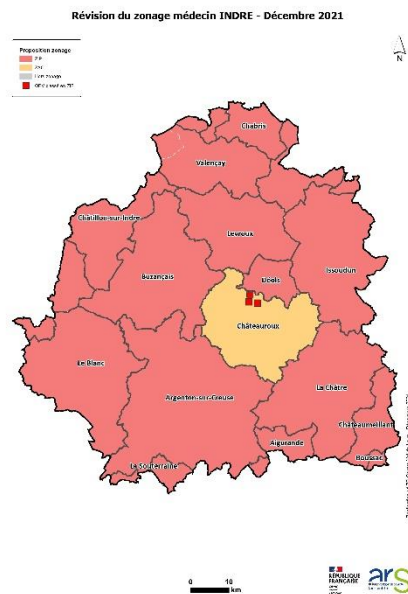 Révision du zonage médecin INDRE - Décembre 2021
Proposition zonage
ZIP
ZAC
Hors zonage
N
Chabris
Valençay
Châtillon-sur-Indre
Levroux
Issoudun
Buzançais
Déols
Châteauroux
Le Blanc
La Châtre
Argenton-sur-Creuse
Châteaumeillant
Aigurande
La Souterraine
Boussac
0 10
km
RÉPUBLIQUE
FRANÇAISE
ars